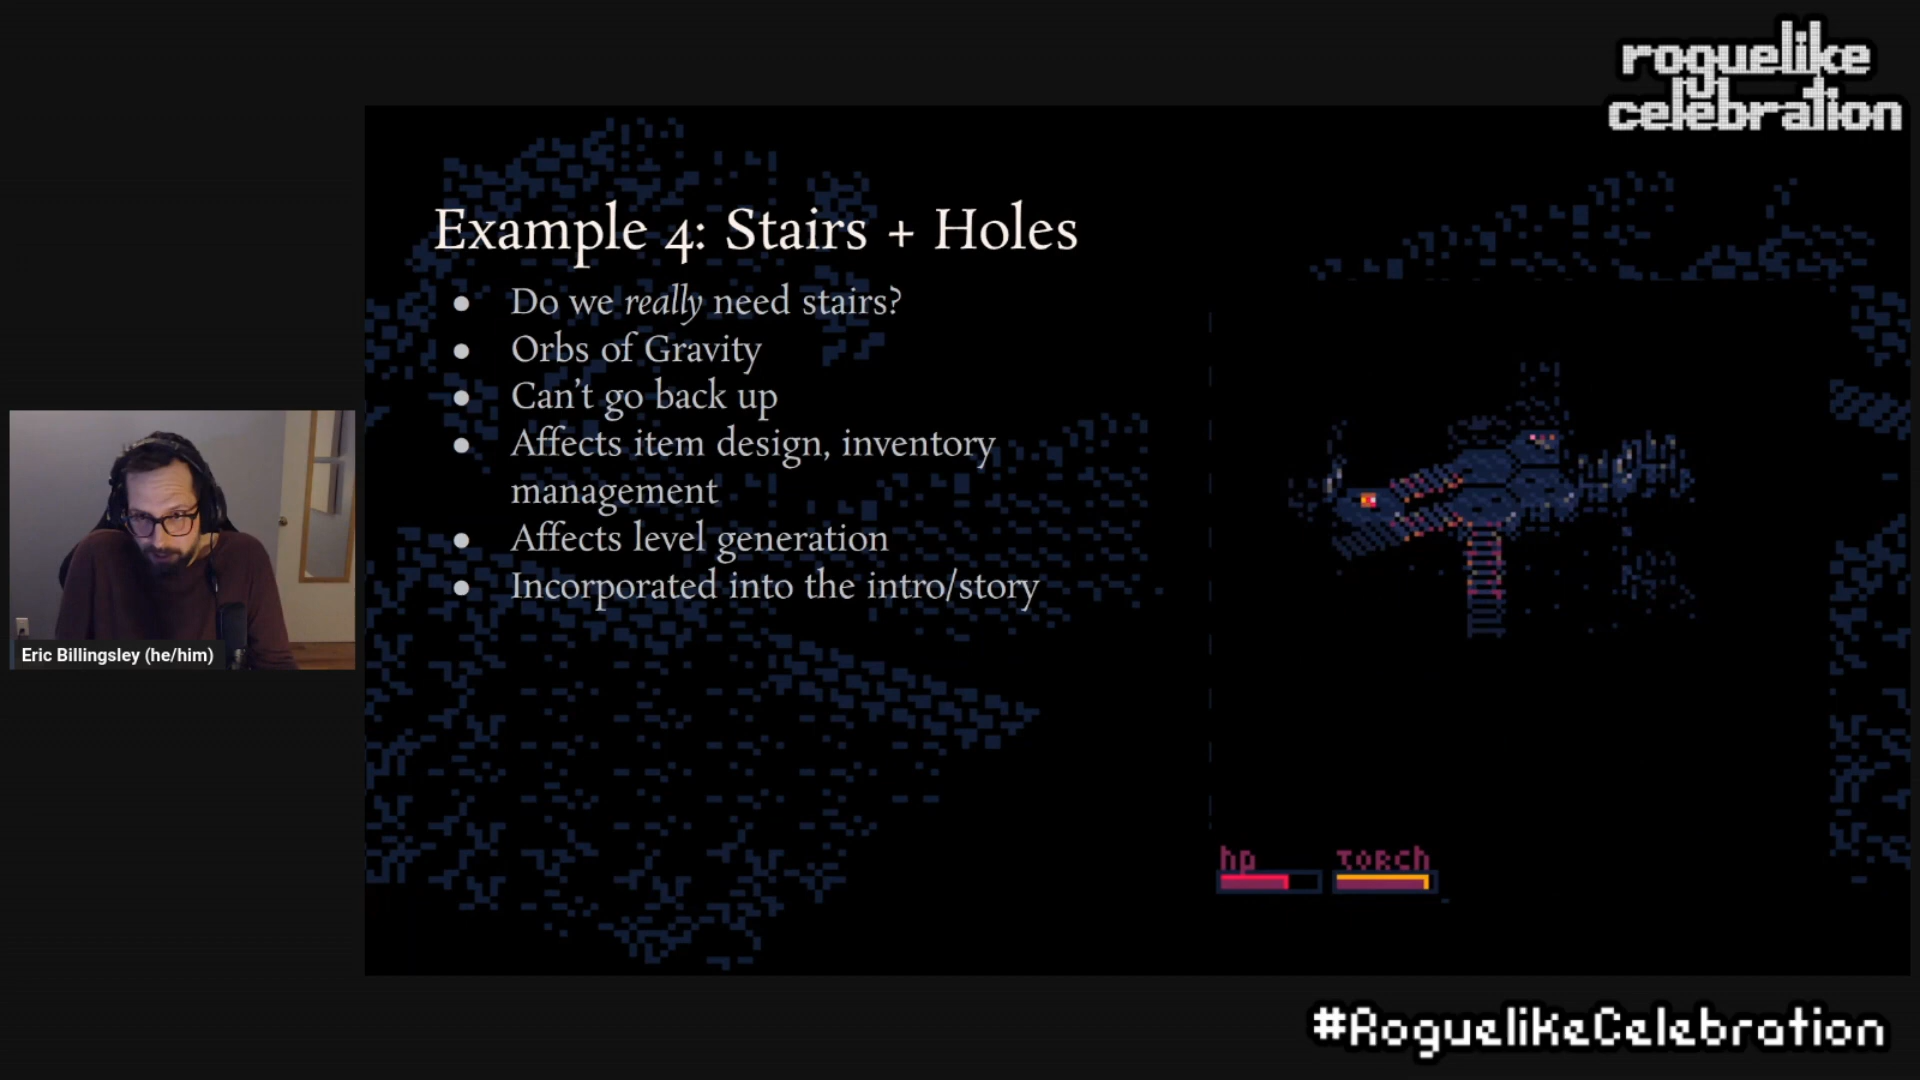 roguelike
celebration
Example 4: Stairs + Holes
● Do we really need stairs?
● Orbs of Gravity
● Can't go back up
● Affects item design, inventory
management
● Affects level generation
● Incorporated into the intro/story
Eric Billingsley (he/him)
hp TORCH
#RoguelikeCelebration